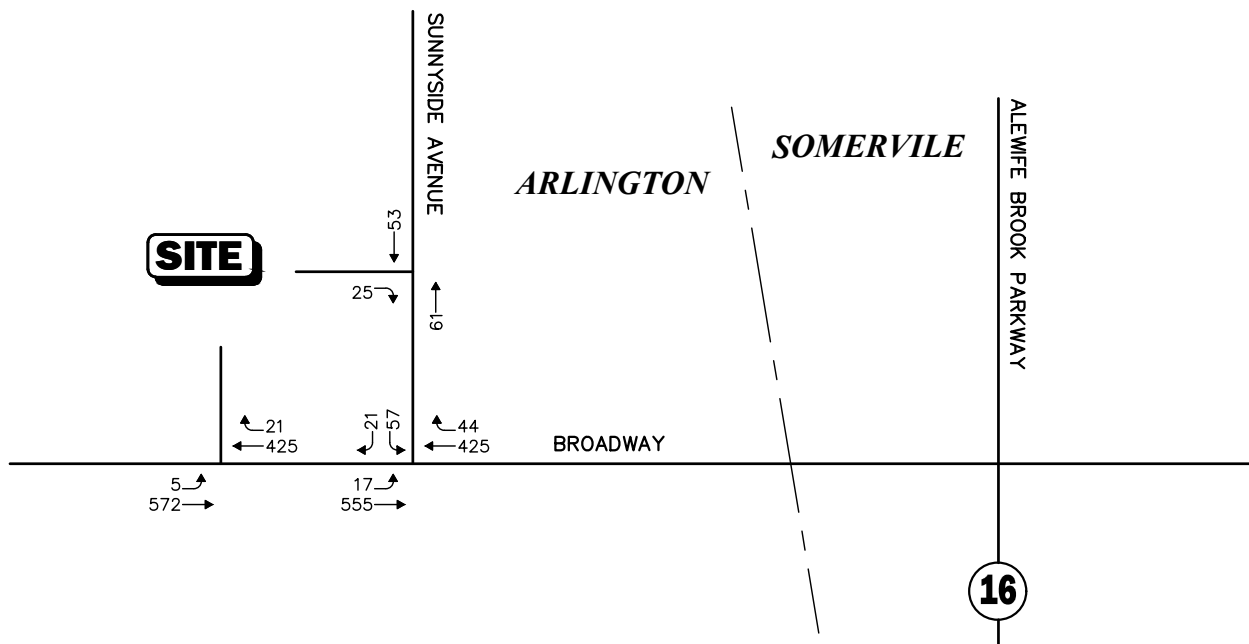 SUNNYSIDE AVENUE
ALEWIFE BROOK PARKWAY
SOMERVILE
ARLINGTON
53
SITE
25
61
21
425
21
57
44
425
BROADWAY
5
572
17
555
16